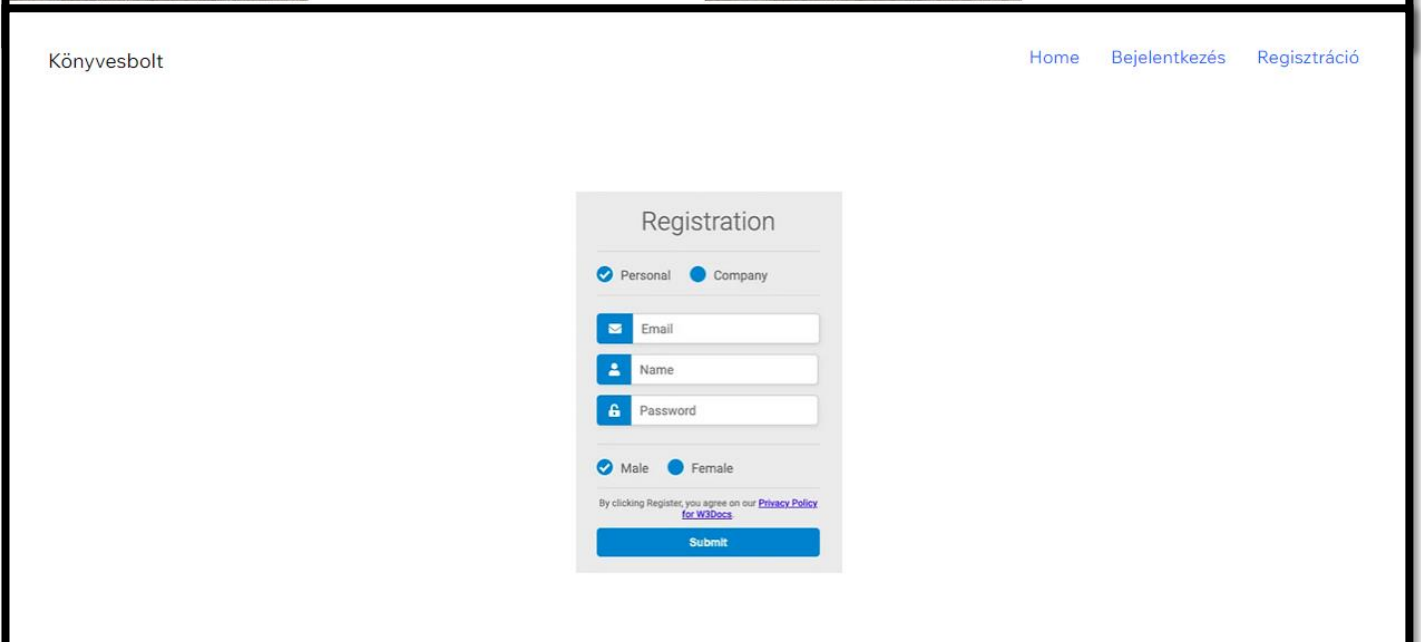 Könyvesbolt
Home Bejelentkezés Regisztráció
Registration
Personal Company
Email
Name
Password
Male Female
By clicking Register, you agree on our Privacy Policy
for W3Docs.
Submit